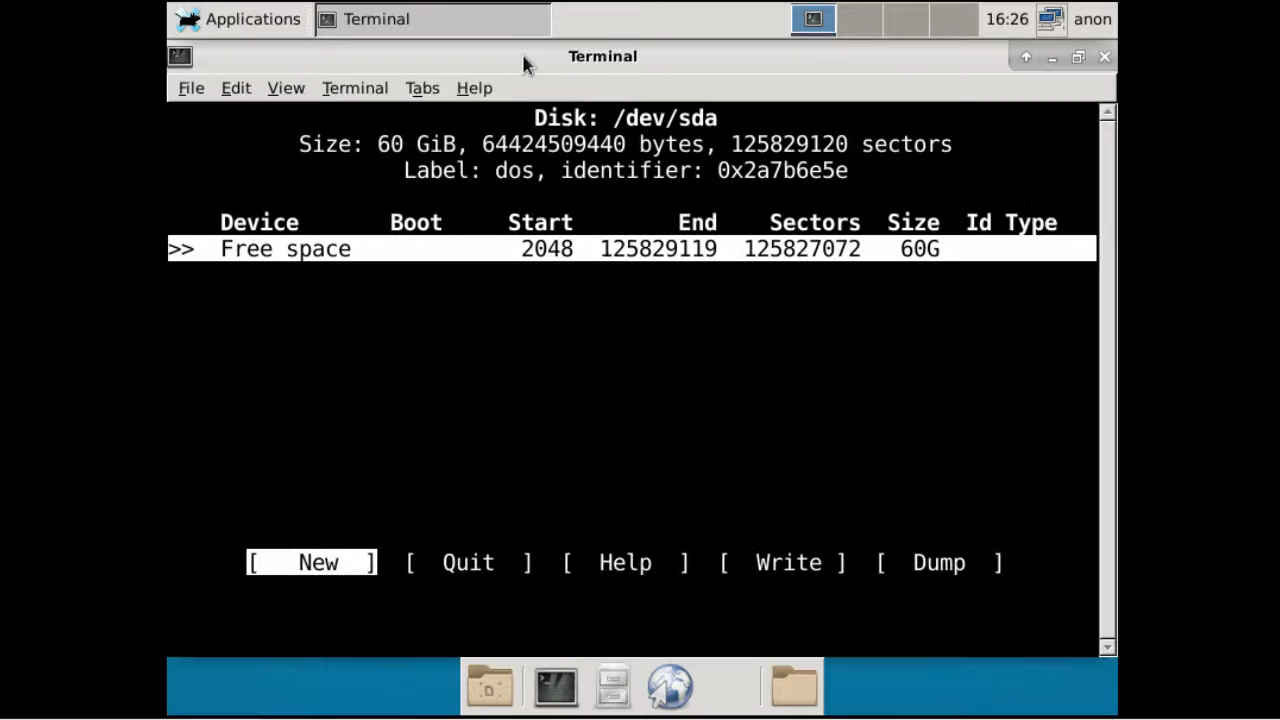 Applications Terminal 16:26 anon
Terminal
File Edit View Terminal Tabs Help
Disk: /dev/sda
Size: 60 GiB, 64424509440 bytes, 125829120 sectors
Label: dos, identifier: 0x2a7b6e5e
Device Boot Start End Sectors Size Id Type
>> Free space 2048 125829119 125827072 60G
[ New ] [ Quit ] [ Help ] [ Write ] [ Dump ]
D